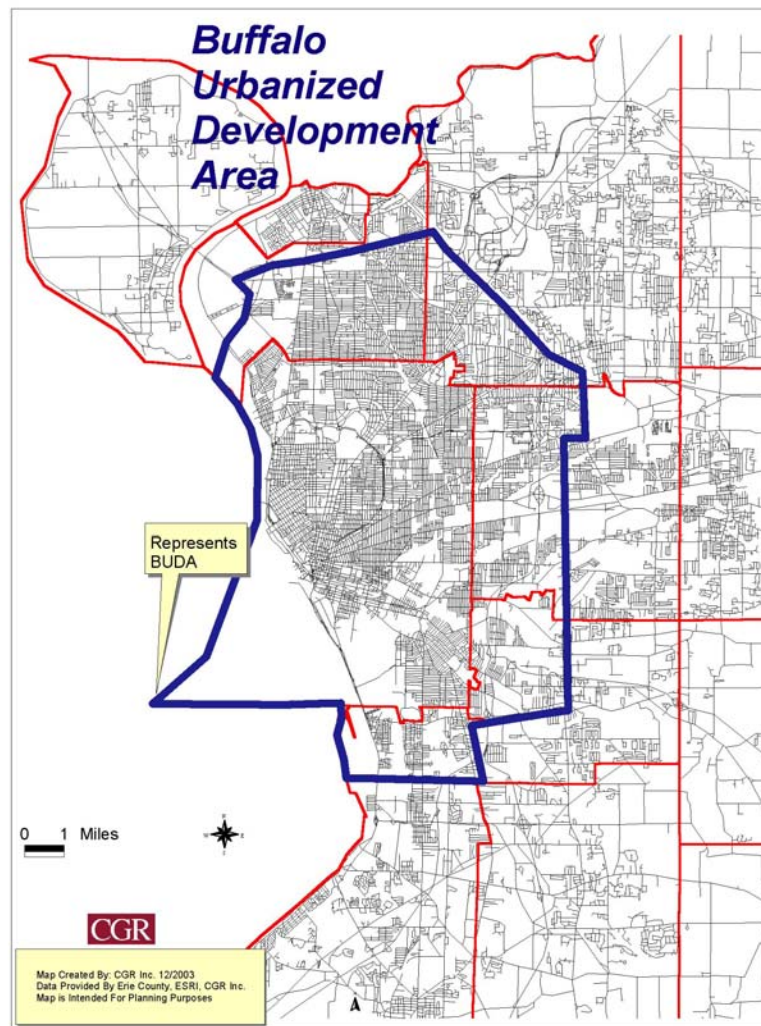 Buffalo
Urbanized
Development
Area
Represents
BUDA
0 1 Miles
CGR
Map Created By: CGR Inc. 12/2003
Data Provided By Erie County, ESRI, CGR Inc.
Map is Intended For Planning Purposes